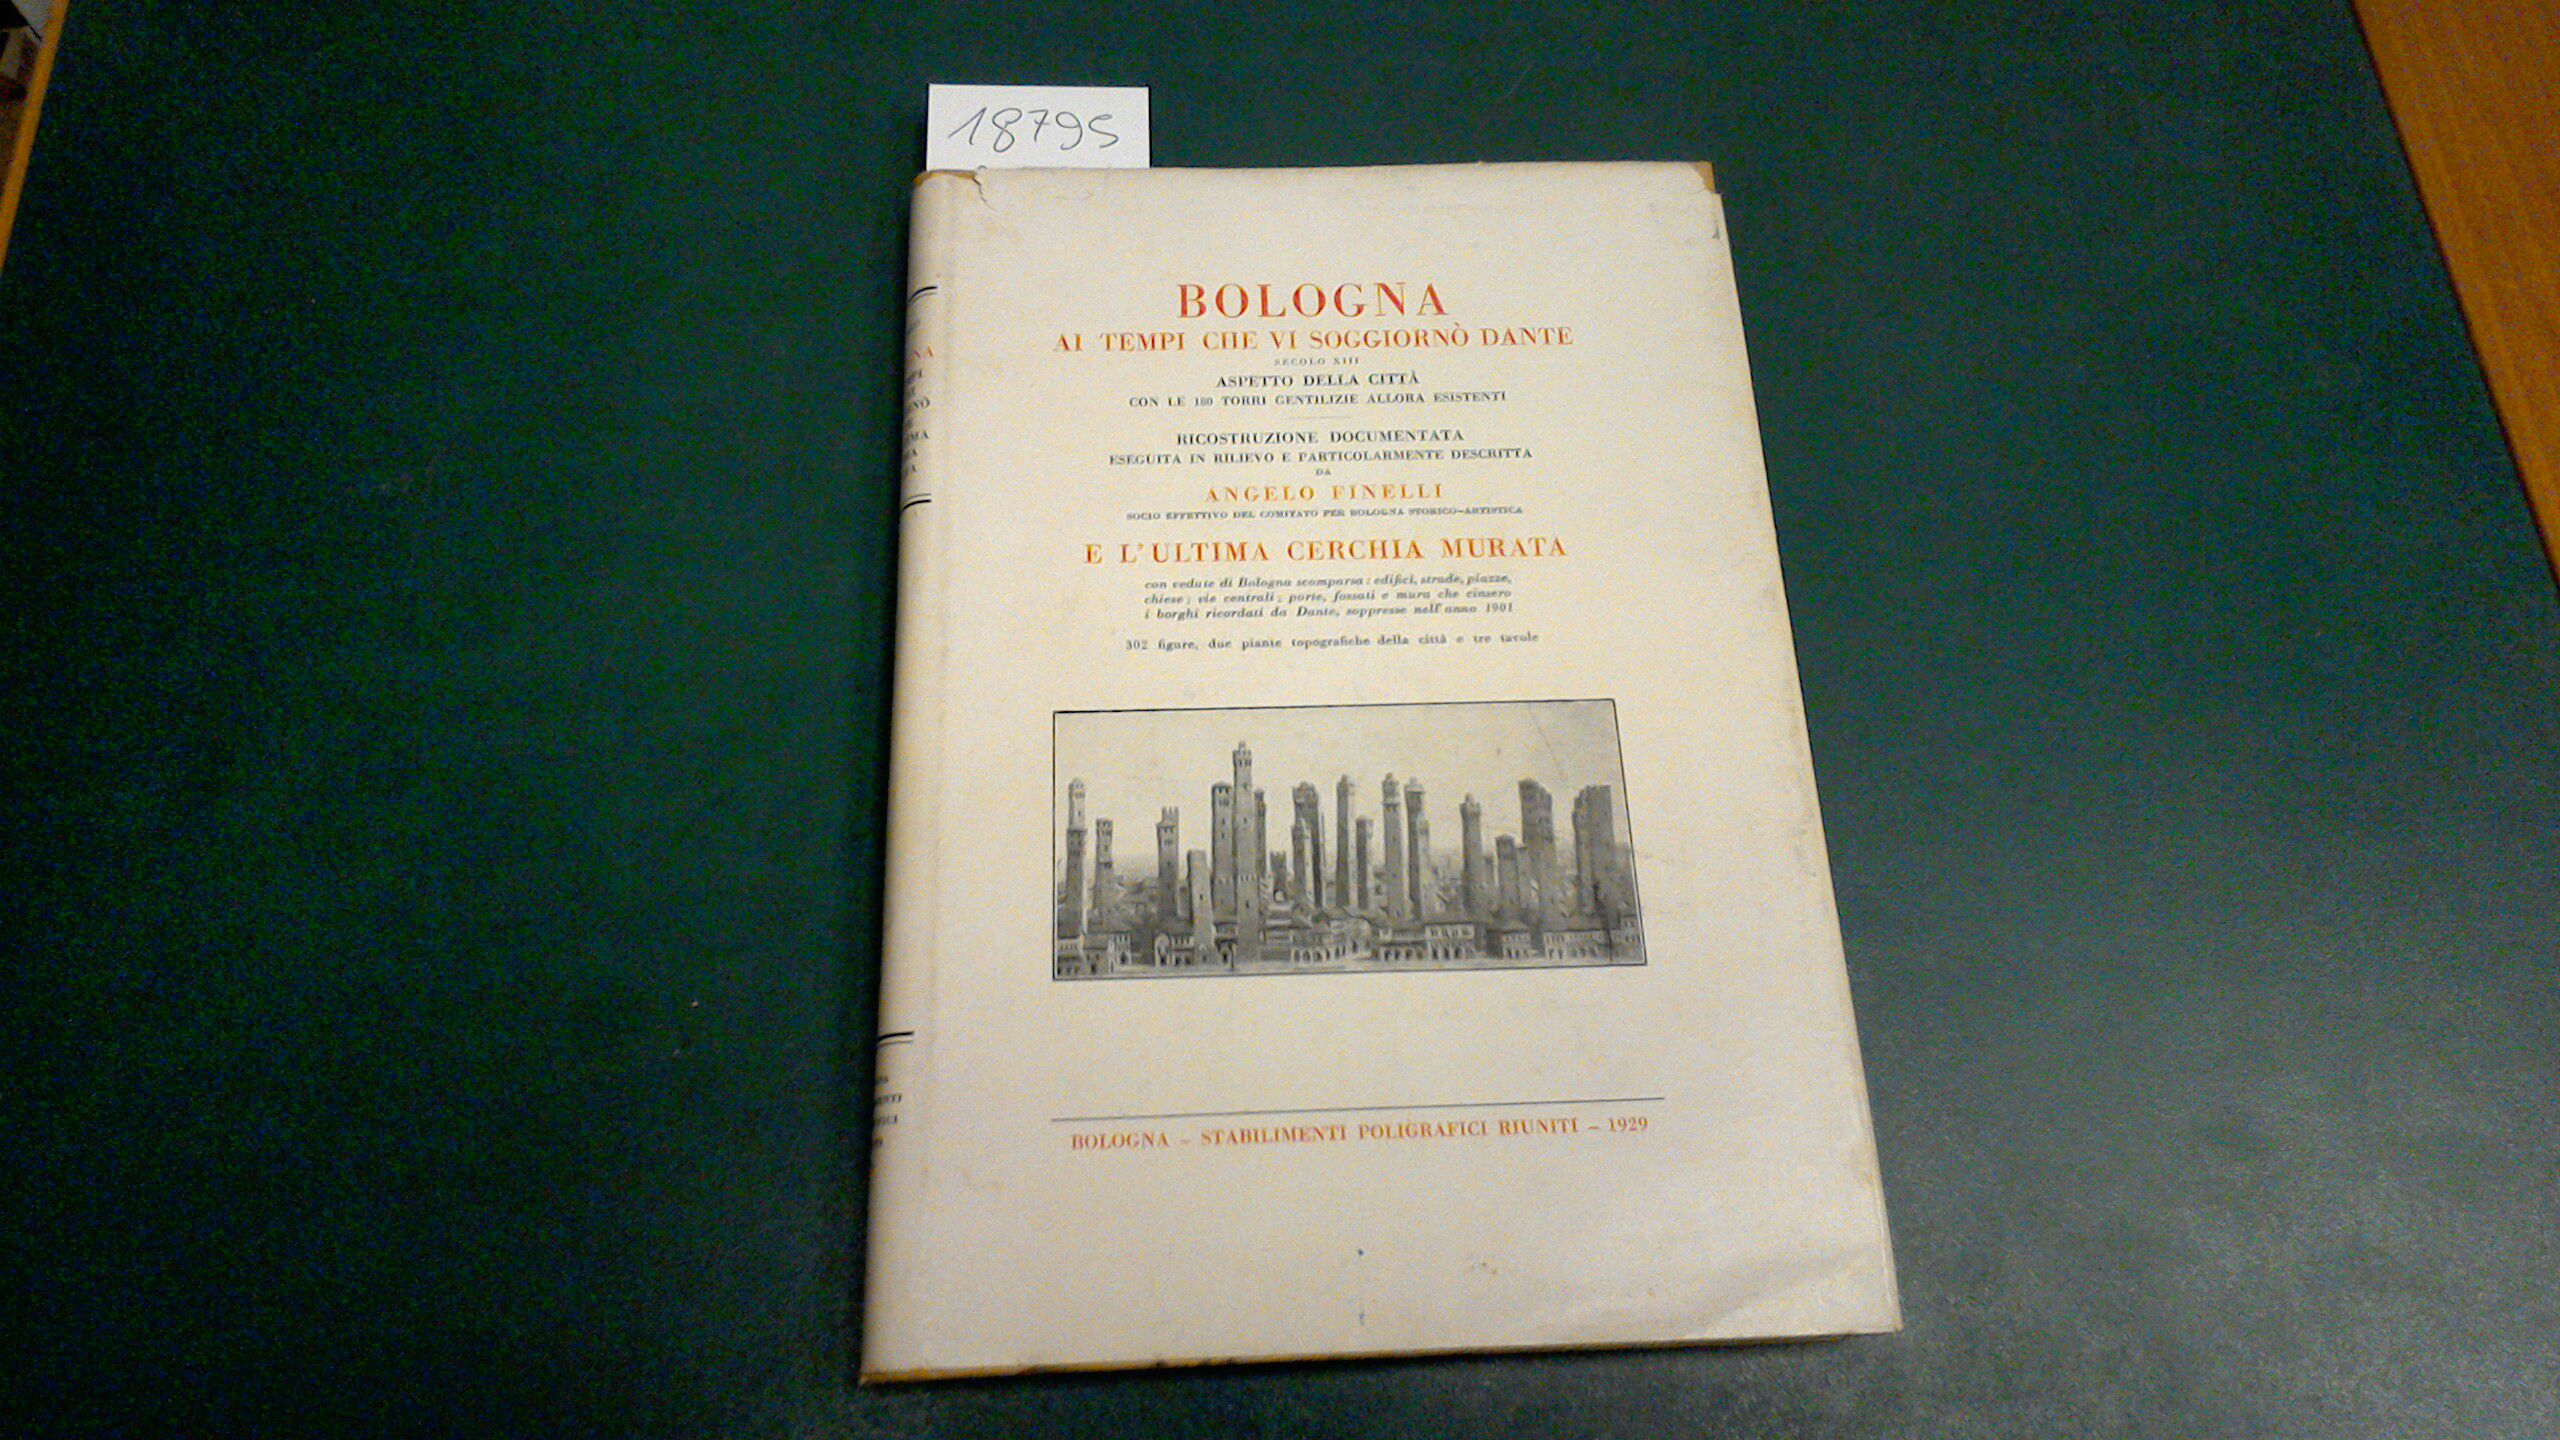 18795
BOLOGNA
AI TEMPI CHE VI SOGGIORNÒ DANTE
SECOLO XIII
ASPETTO DELLA CITTÀ
CON LE 180 TORRI GENTILIZIE ALLORA ESISTENTI
RICOSTRUZIONE DOCUMENTATA
ESEGUITA IN RILIEVO E PARTICOLARMENTE DESCRITTA
DA
ANGELO FINELLI
SOCIO EFFETTIVO DEL COMITATO PER BOLOGNA STORICO-ARTISTICA
E L'ULTIMA CERCHIA MURATA
con vedute di Bologna scomparsa: edifici, strade, piazze,
chiese; vie centrali; porte, fossati e mura che cinsero
i borghi ricordati da Dante, soppresse nell'anno 1901
302 figure, due piante topografiche della città e tre tavole
BOLOGNA - STABILIMENTI POLIGRAFICI RIUNITI - 1929